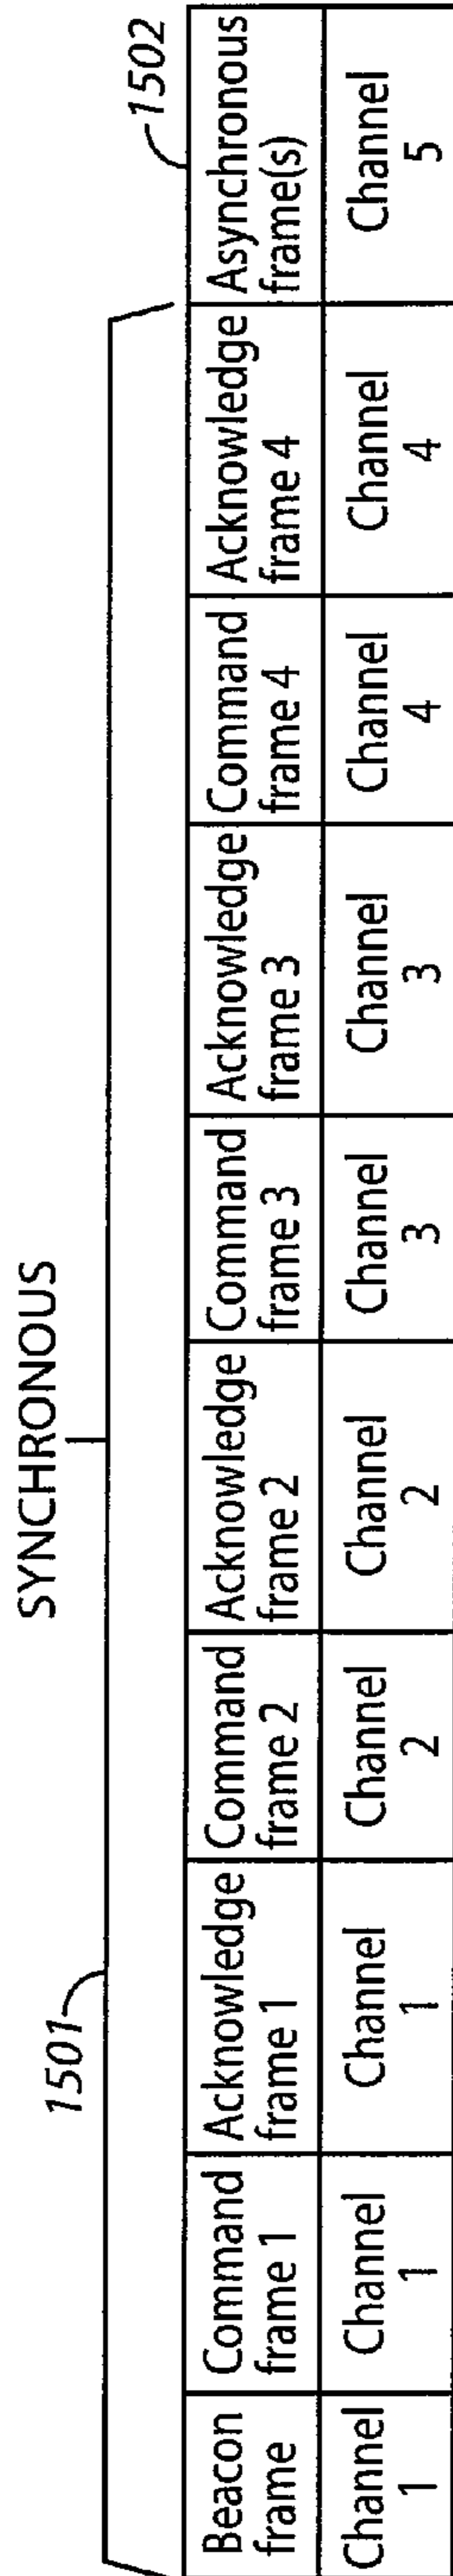 SYNCHRONOUS
1501
1502
Beacon
frame
Command
frame 1
Acknowledge
frame 1
Command
frame 2
Acknowledge
frame 2
Command
frame 3
Acknowledge
frame 3
Command
frame 4
Acknowledge
frame 4
Asynchronous
frame(s)
Channel
1
Channel
1
Channel
1
Channel
2
Channel
2
Channel
3
Channel
3
Channel
4
Channel
4
Channel
5